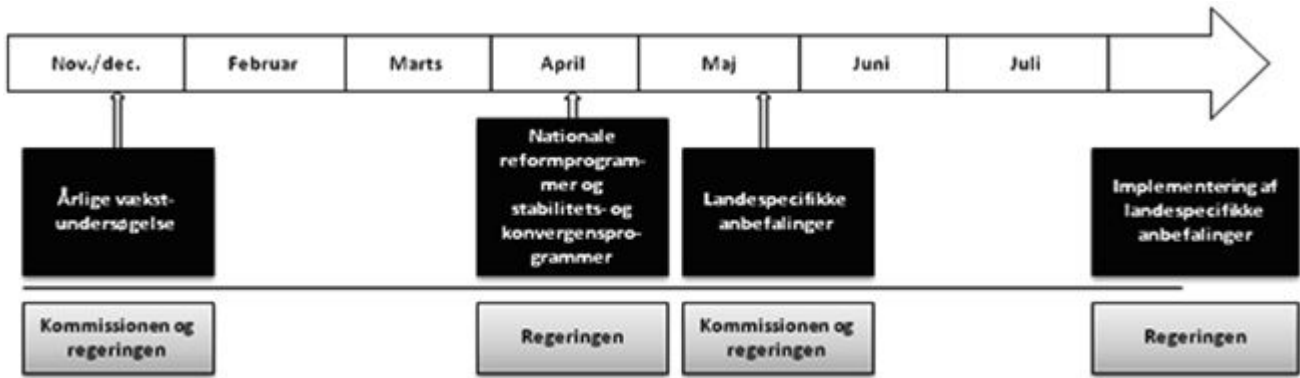 Nov./dec.
Februar
Marts
April
Maj
Juni
Juli
Årlige vækst-
undersøgelse
Nationale
reformprogram-
mer og
stabilitets- og
konvergenspro-
grammer
Landespecifikke
anbefalinger
Implementering af
landespecifikke
anbefalinger
Kommissionen og
regeringen
Regeringen
Kommissionen og
regeringen
Regeringen